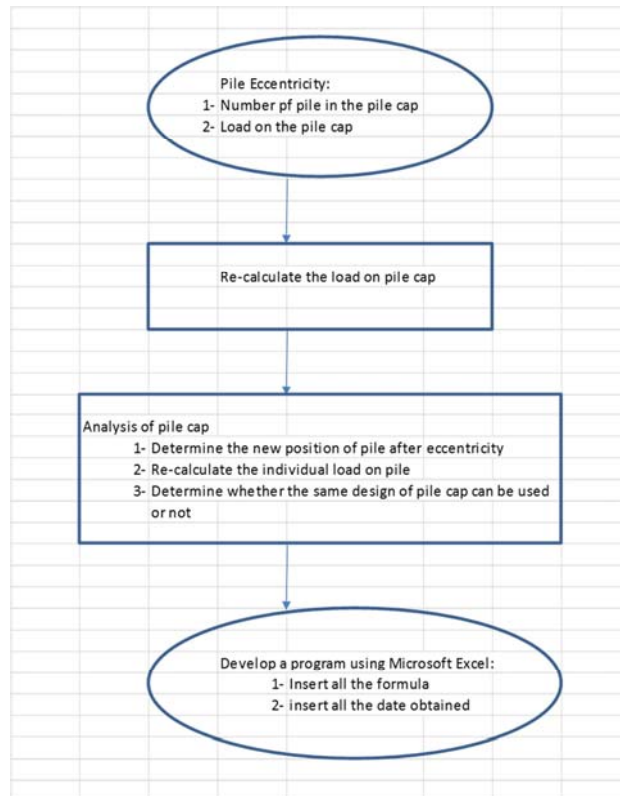 Pile Eccentricity:
1- Number pf pile in the pile cap
2- Load on the pile cap
Re-calculate the load on pile cap
Analysis of pile cap
1- Determine the new position of pile after eccentricity
2- Re-calculate the individual load on pile
3- Determine whether the same design of pile cap can be used
or not
Develop a program using Microsoft Excel:
1- Insert all the formula
2- insert all the date obtained